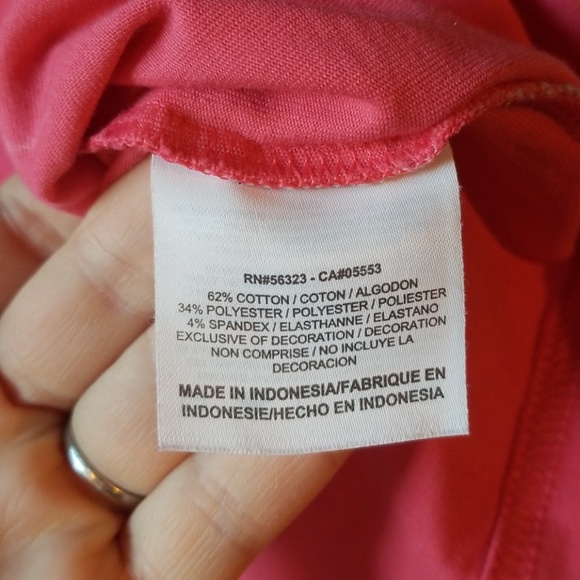 RN#56323 - CA#05553
62% COTTON / COTON / ALGODON
34% POLYESTER / POLYESTER / POLIESTER
4% SPANDEX / ELASTHANNE / ELASTANO
EXCLUSIVE OF DECORATION / DECORATION
NON COMPRISE / NO INCLUYE LA
DECORACION
MADE IN INDONESIA/FABRIQUE EN
INDONESIE/HECHO EN INDONESIA